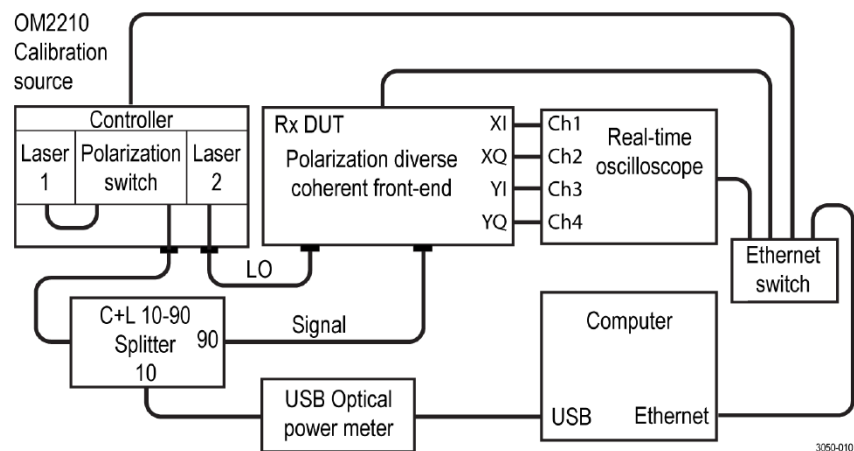 OM2210
Calibration
source
Controller
Laser
1
Polarization
switch
Laser
2
Rx DUT
Polarization diverse
coherent front-end
XI
XQ
YI
YQ
Ch1
Ch2
Ch3
Ch4
Real-time
oscilloscope
Ethernet
switch
LO
Signal
C+L 10-90
Splitter
90
10
USB Optical
power meter
Computer
USB
Ethernet
3050-010